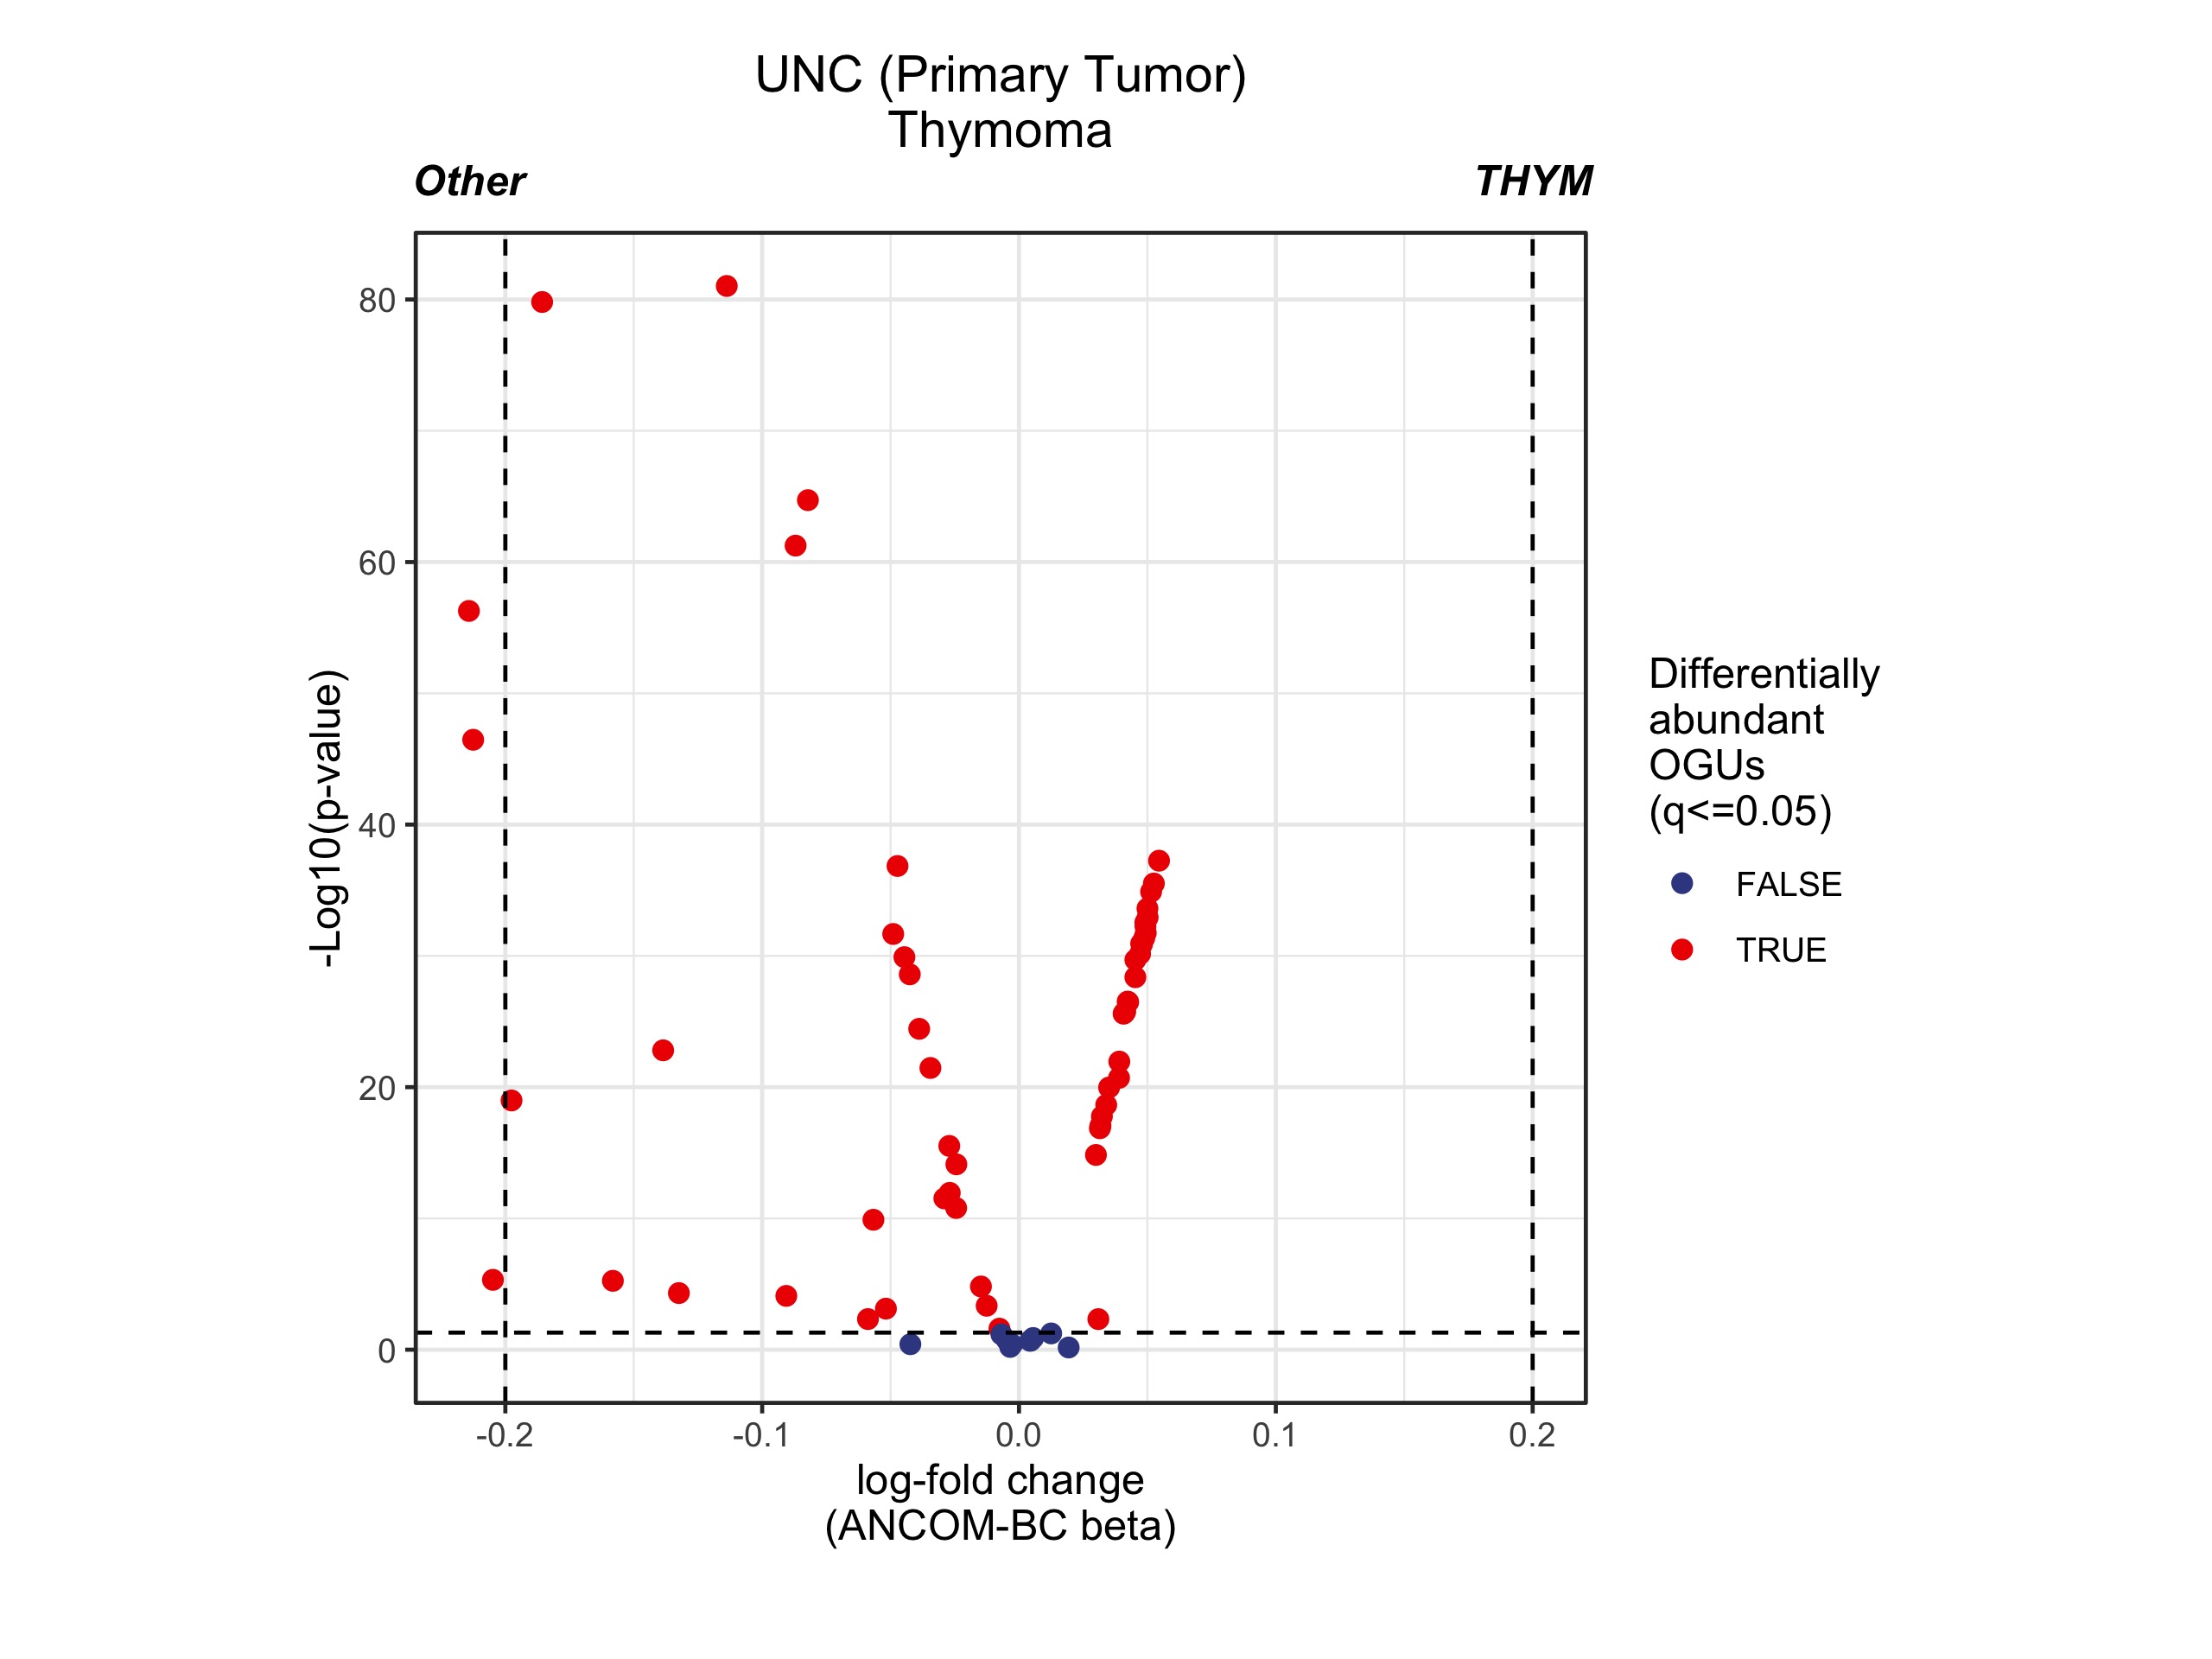 UNC (Primary Tumor)
Thymoma
Other
THYM
80
60
40
20
0
-Log10(p-value)
-0.2
-0.1
0.0
0.1
0.2
log-fold change
(ANCOM-BC beta)
Differentially
abundant
OGUs
(q<=0.05)
FALSE
TRUE